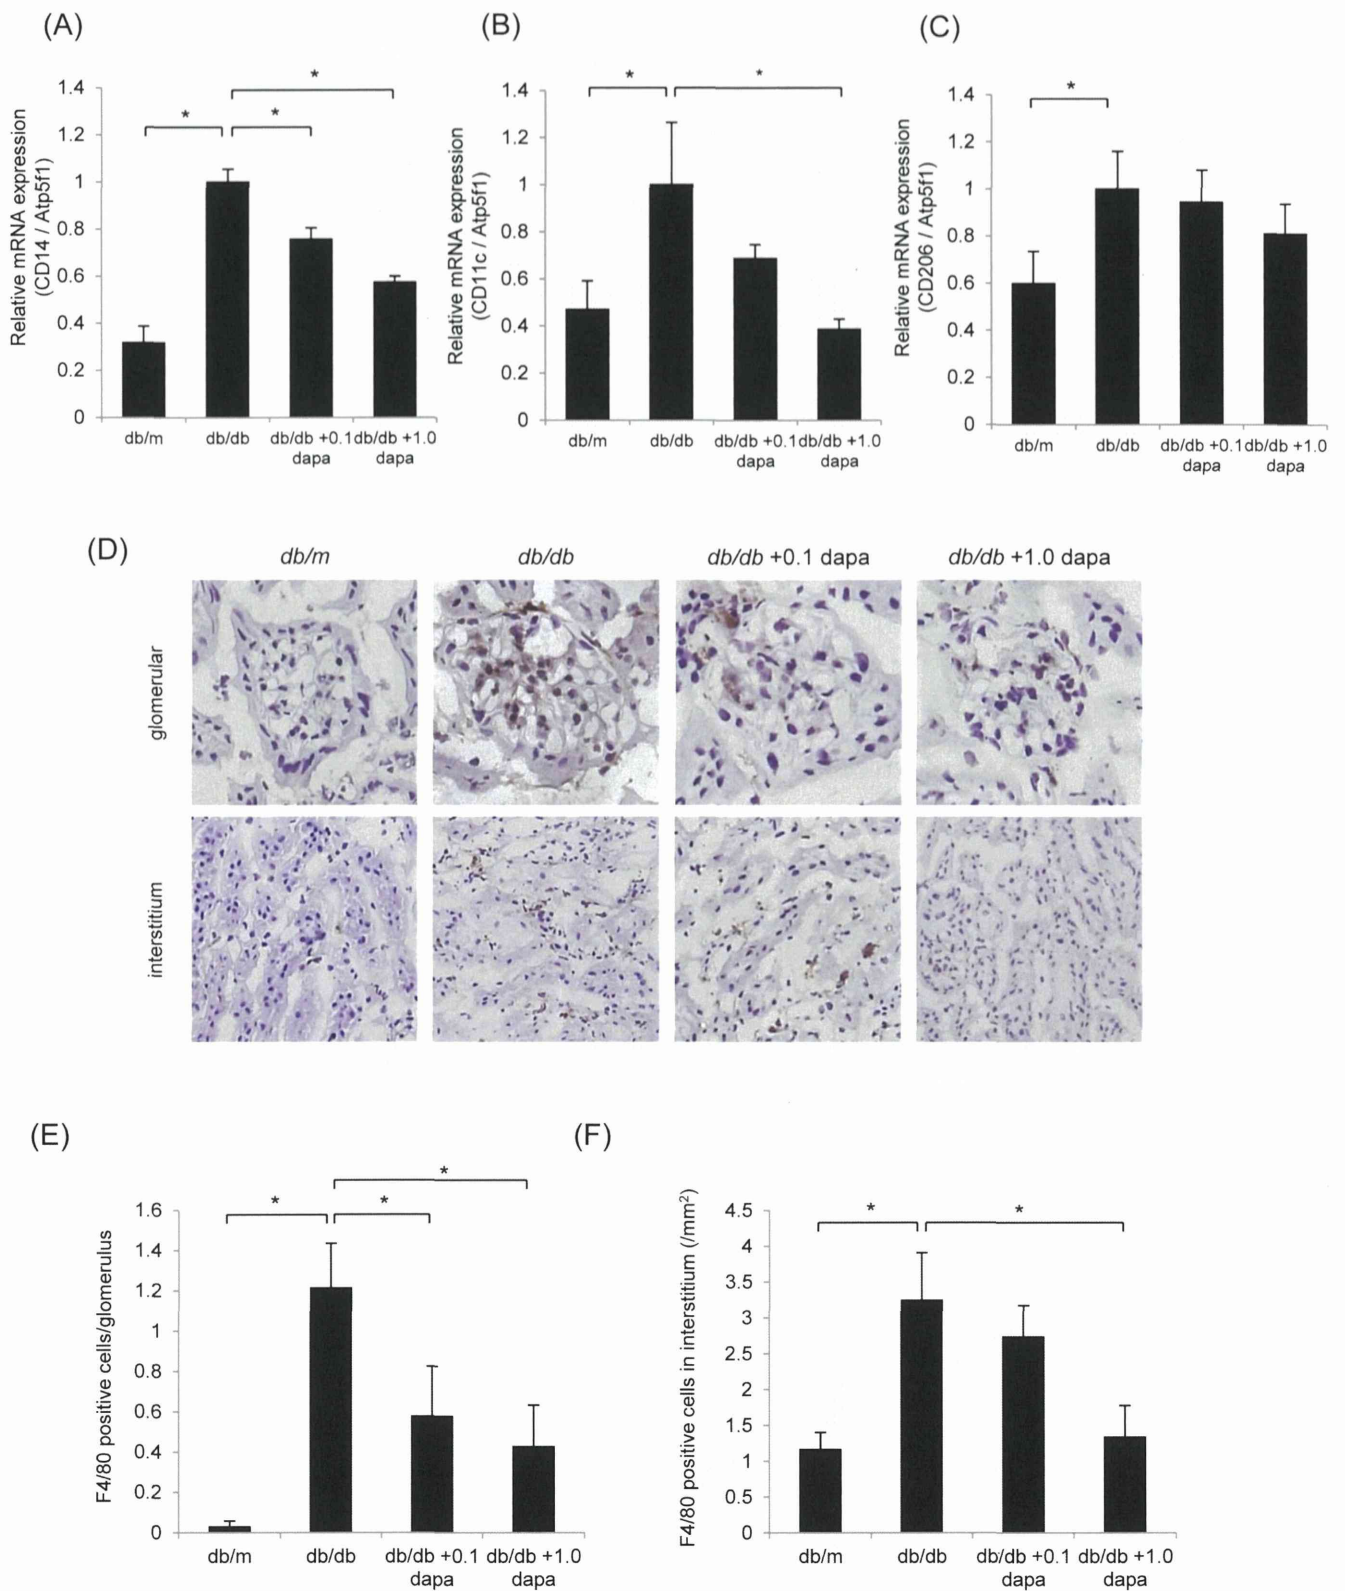 (A)
Relative mRNA expression
(CD14 / Atp5f1)
1.4
1.2
1
0.8
0.6
0.4
0.2
0
*
*
*
db/m
db/db
db/db +0.1
dapa
db/db +1.0
dapa
(B)
Relative mRNA expression
(CD11c / Atp5f1)
1.4
1.2
1
0.8
0.6
0.4
0.2
0
*
*
db/m
db/db
db/db +0.1
dapa
db/db +1.0
dapa
(C)
Relative mRNA expression
(CD206 / Atp5f1)
1.4
1.2
1
0.8
0.6
0.4
0.2
0
*
db/m
db/db
db/db +0.1
dapa
db/db +1.0
dapa
(D)
db/m
db/db
db/db +0.1 dapa
db/db +1.0 dapa
glomerular
interstitium
(E)
F4/80 positive cells/glomerulus
1.6
1.4
1.2
1
0.8
0.6
0.4
0.2
0
*
*
*
db/m
db/db
db/db +0.1
dapa
db/db +1.0
dapa
(F)
F4/80 positive cells in interstitium (/mm²)
4.5
4
3.5
3
2.5
2
1.5
1
0.5
0
*
*
db/m
db/db
db/db +0.1
dapa
db/db +1.0
dapa